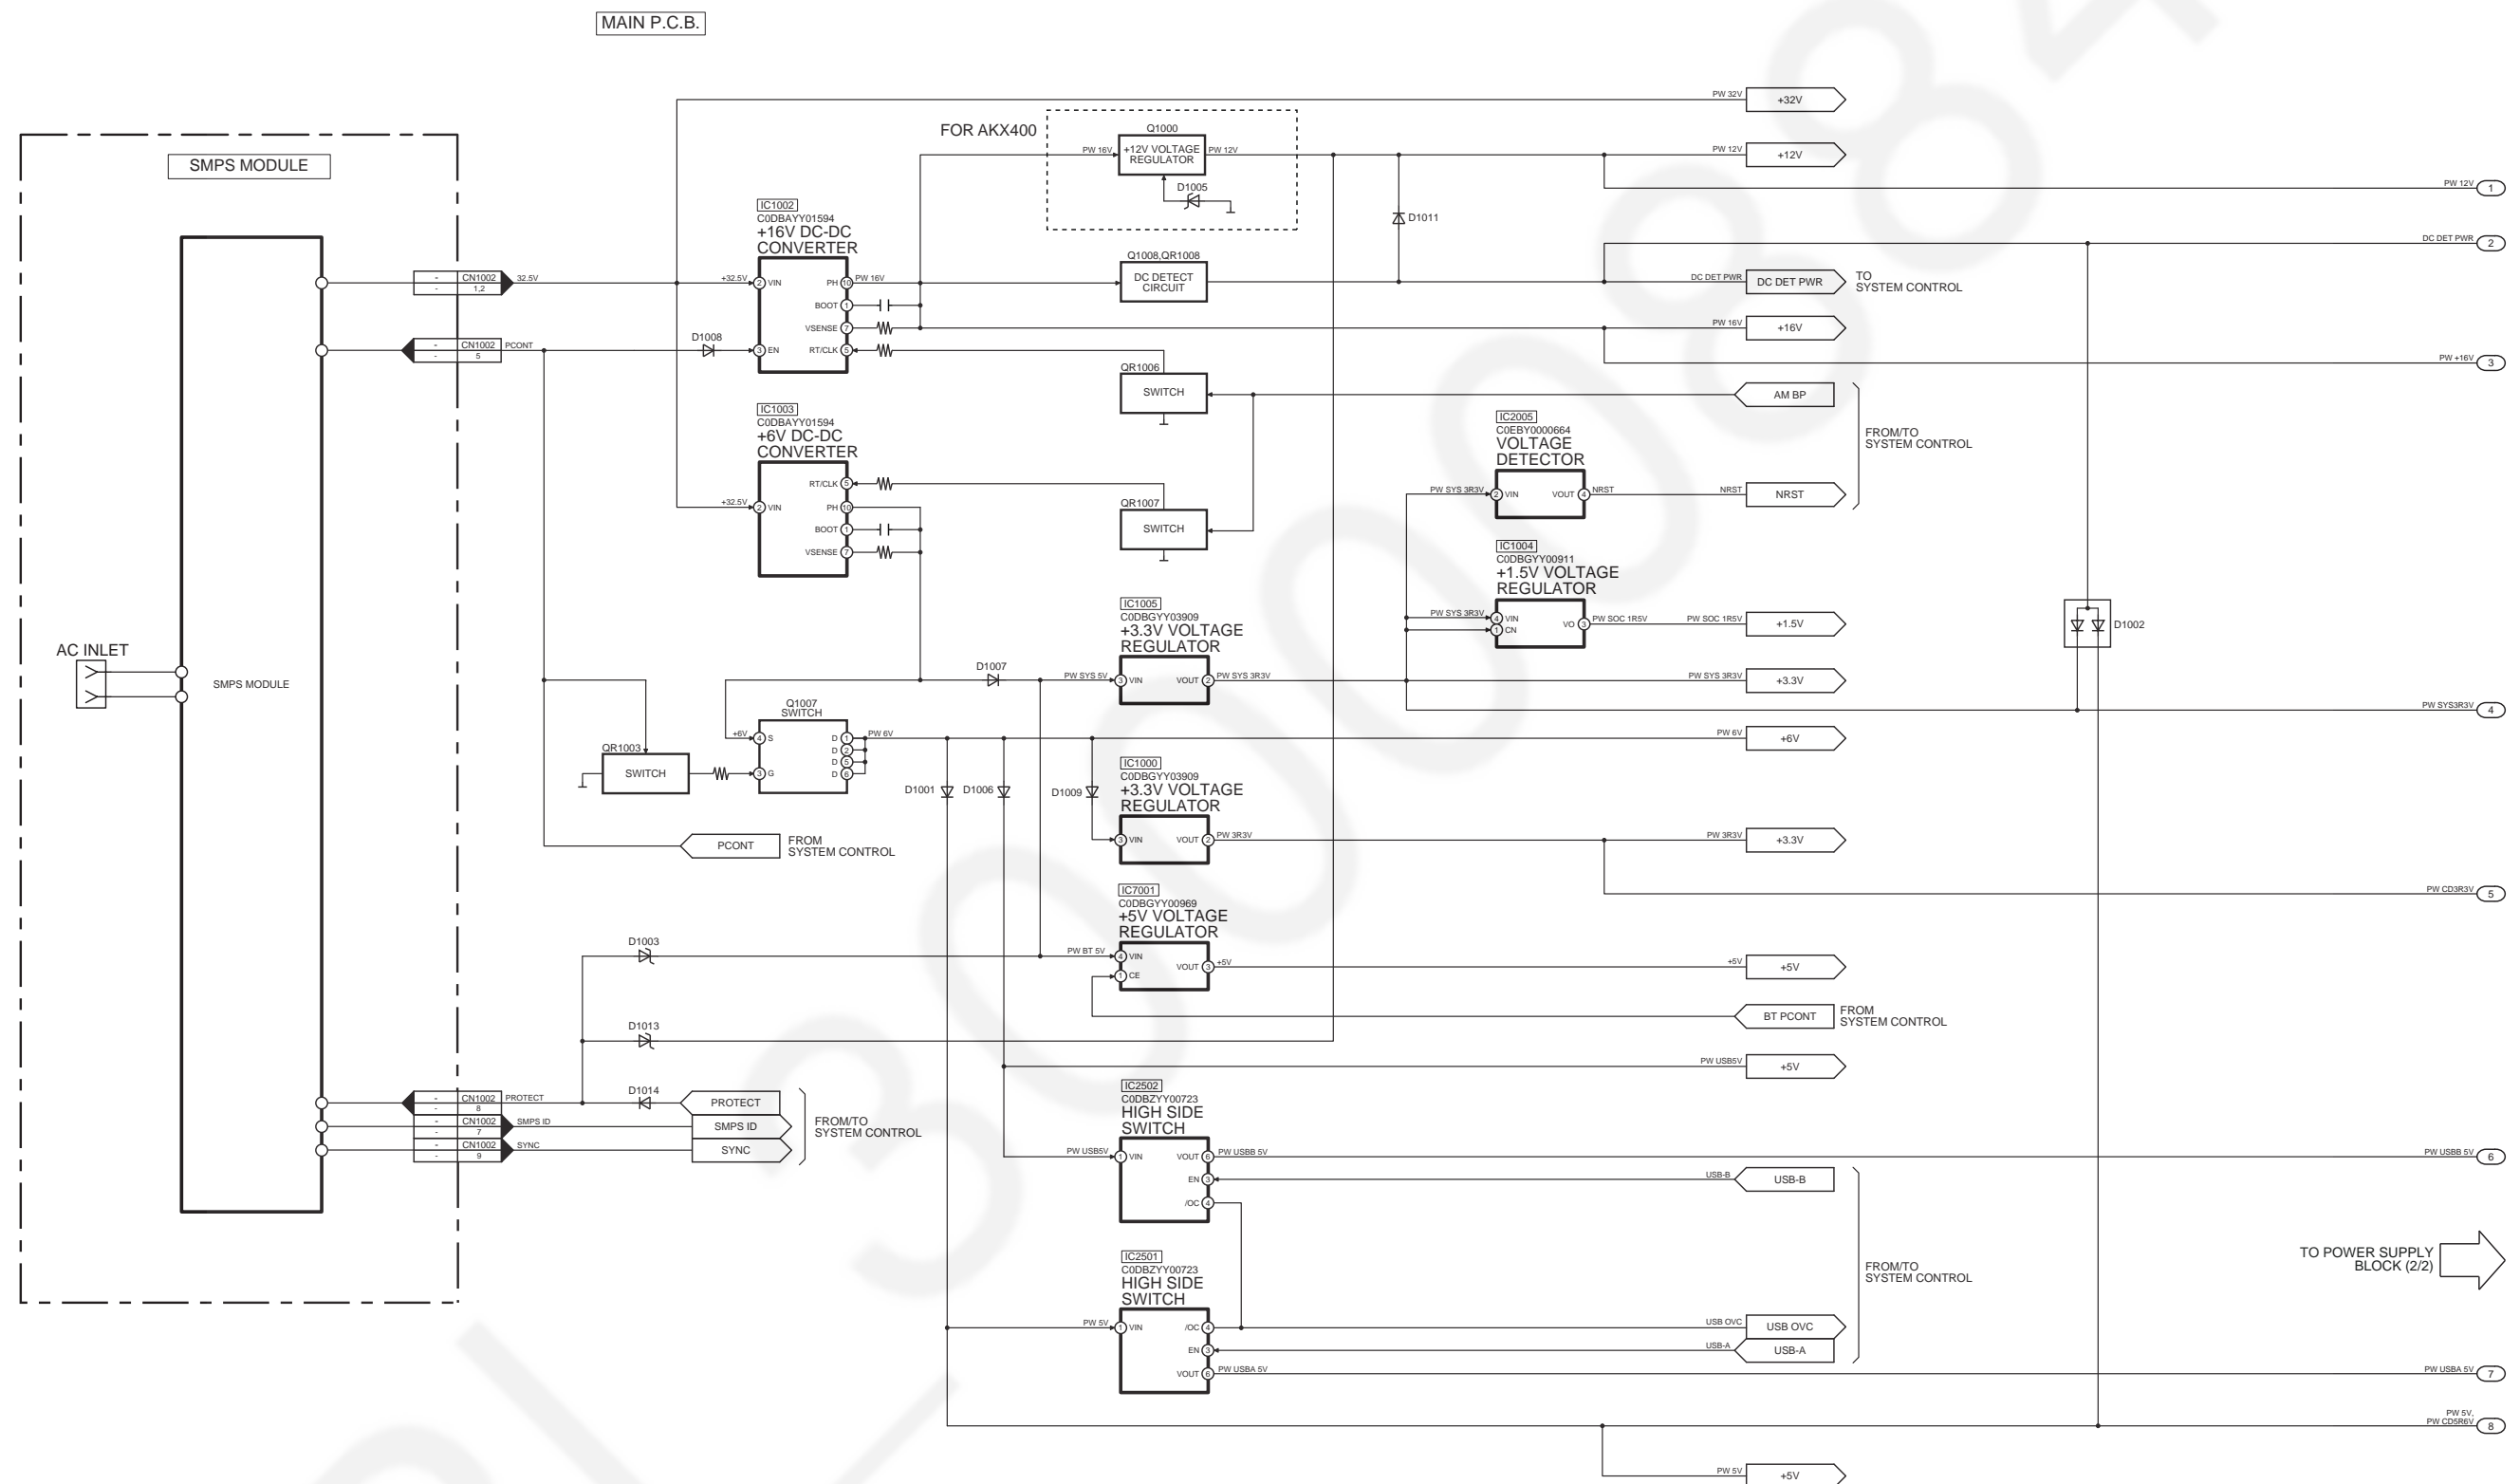 MAIN P.C.B.
SMPS MODULE
SMPS MODULE
AC INLET
- CN1002 32.5V
- 1,2
- CN1002 PCONT
- 5
D1008
IC1002
C0DBAYY01594
+16V DC-DC
CONVERTER
+32.5V 2 VIN PH 10 PW 16V
BOOT 1
VSENSE 7
3 EN RT/CLK 5
IC1003
C0DBAYY01594
+6V DC-DC
CONVERTER
RT/CLK 5
+32.5V 2 VIN PH 10
BOOT 1
VSENSE 7
FOR AKX400
Q1000
PW 16V +12V VOLTAGE REGULATOR PW 12V
D1005
D1011
Q1008,QR1008
DC DETECT
CIRCUIT
QR1006
SWITCH
QR1007
SWITCH
PW 32V +32V
PW 12V +12V
PW 12V 1
DC DET PWR 2
DC DET PWR DC DET PWR TO
SYSTEM CONTROL
PW 16V +16V
PW +16V 3
AM BP
FROM/TO
SYSTEM CONTROL
IC2005
C0EBY0000664
VOLTAGE
DETECTOR
PW SYS 3R3V 2 VIN VOUT 4 NRST NRST NRST
IC1004
C0DBGYY00911
+1.5V VOLTAGE
REGULATOR
PW SYS 3R3V 4 VIN
1 CN VO 3 PW SOC 1R5V PW SOC 1R5V +1.5V
D1002
IC1005
C0DBGYY03909
+3.3V VOLTAGE
REGULATOR
D1007
PW SYS 5V 3 VIN VOUT 2 PW SYS 3R3V PW SYS 3R3V +3.3V
PW SYS3R3V 4
Q1007
SWITCH
+6V 4 S D 1 PW 6V
D 2
D 5
3 G D 6
QR1003
SWITCH
PW 6V +6V
D1001 D1006 D1009
IC1000
C0DBGYY03909
+3.3V VOLTAGE
REGULATOR
3 VIN VOUT 2 PW 3R3V PW 3R3V +3.3V
PW CD3R3V 5
PCONT FROM
SYSTEM CONTROL
IC7001
C0DBGYY00969
+5V VOLTAGE
REGULATOR
D1003
PW BT 5V 4 VIN VOUT 3 +5V +5V +5V
1 CE
BT PCONT FROM
SYSTEM CONTROL
D1013
PW USB5V +5V
- CN1002 PROTECT D1014 PROTECT
- 8
- CN1002 SMPS ID SMPS ID
- 7
- CN1002 SYNC SYNC
- 9
FROM/TO
SYSTEM CONTROL
IC2502
C0DBZYY00723
HIGH SIDE
SWITCH
PW USB5V 1 VIN VOUT 6 PW USBB 5V PW USBB 5V 6
EN 3 USB-B USB-B
/OC 4
IC2501
C0DBZYY00723
HIGH SIDE
SWITCH
PW 5V 1 VIN /OC 4 USB OVC USB OVC
EN 3 USB-A USB-A
VOUT 6 PW USBA 5V PW USBA 5V 7
FROM/TO
SYSTEM CONTROL
TO POWER SUPPLY
BLOCK (2/2)
PW 5V,
PW CD5R6V 8
PW 5V +5V